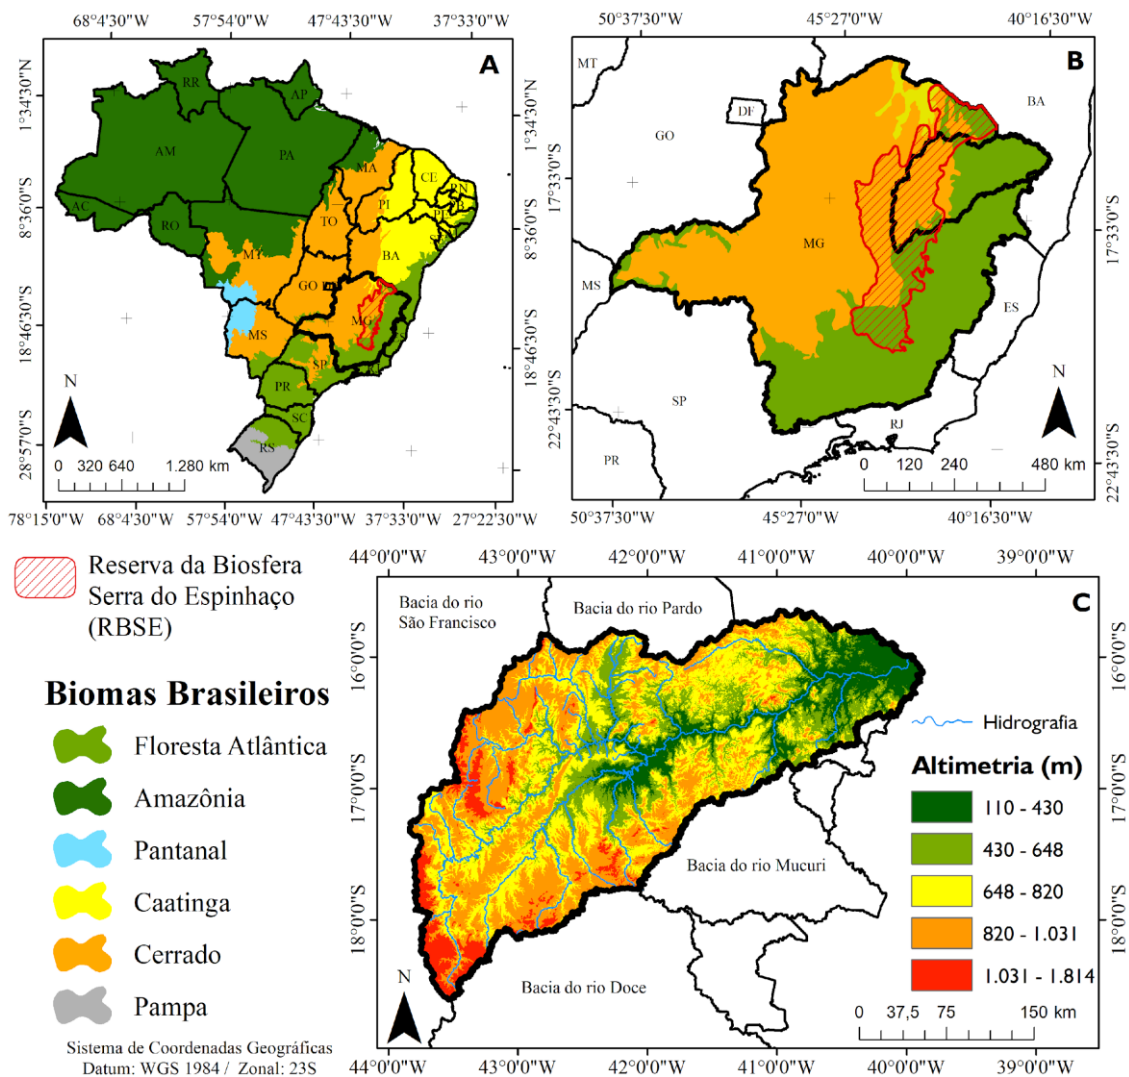 68°4'30"W
57°54'0"W
47°43'30"W
37°33'0"W
A
1°34'30"N
8°36'0"S
18°46'30"S
28°57'0"S
1°34'30"N
8°36'0"S
18°46'30"S
RR
AP
AM
PA
MA
CE
RN
PI
PE
AC
RO
TO
BA
MT
GO
MG
MS
SP
PR
SC
RS
N
0 320 640 1.280 km
78°15'0"W
68°4'30"W
57°54'0"W
47°43'30"W
37°33'0"W
27°22'30"W
50°37'30"W
45°27'0"W
40°16'30"W
B
17°33'0"S
22°43'30"S
17°33'0"S
22°43'30"S
MT
DF
GO
BA
MG
MS
ES
SP
RJ
PR
N
0 120 240 480 km
50°37'30"W
45°27'0"W
40°16'30"W
Reserva da Biosfera
Serra do Espinhaço
(RBSE)
Biomas Brasileiros
Floresta Atlântica
Amazônia
Pantanal
Caatinga
Cerrado
Pampa
Sistema de Coordenadas Geográficas
Datum: WGS 1984 / Zonal: 23S
44°0'0"W
43°0'0"W
42°0'0"W
41°0'0"W
40°0'0"W
39°0'0"W
C
Bacia do rio
São Francisco
Bacia do rio Pardo
16°0'0"S
17°0'0"S
18°0'0"S
16°0'0"S
17°0'0"S
18°0'0"S
Hidrografia
Altimetria (m)
110 - 430
430 - 648
648 - 820
820 - 1.031
1.031 - 1.814
Bacia do rio Mucuri
Bacia do rio Doce
N
0 37,5 75 150 km
44°0'0"W
43°0'0"W
42°0'0"W
41°0'0"W
40°0'0"W
39°0'0"W